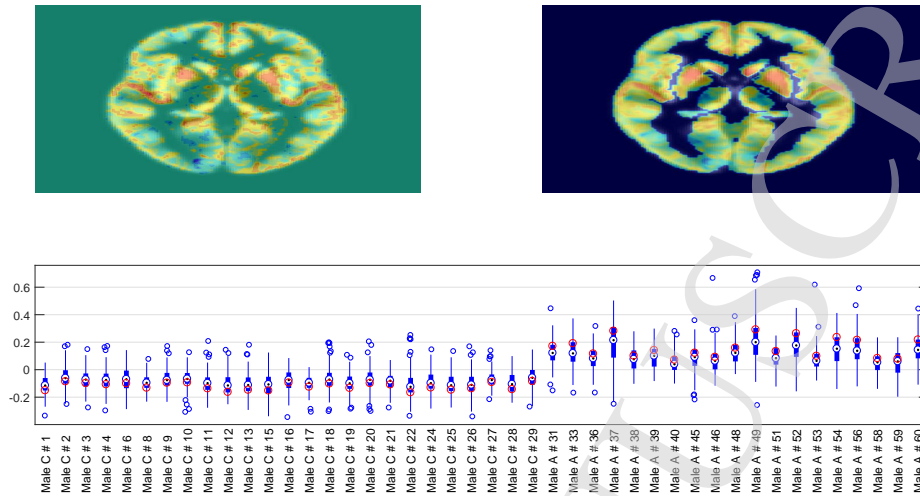 0.6
0.4
0.2
0
-0.2
Male C # 1
Male C # 2
Male C # 3
Male C # 4
Male C # 6
Male C # 8
Male C # 9
Male C # 10
Male C # 11
Male C # 12
Male C # 13
Male C # 15
Male C # 16
Male C # 17
Male C # 18
Male C # 19
Male C # 20
Male C # 21
Male C # 22
Male C # 24
Male C # 25
Male C # 26
Male C # 27
Male C # 28
Male C # 29
Male A # 31
Male A # 33
Male A # 36
Male A # 37
Male A # 38
Male A # 39
Male A # 40
Male A # 45
Male A # 46
Male A # 48
Male A # 49
Male A # 51
Male A # 52
Male A # 53
Male A # 54
Male A # 56
Male A # 58
Male A # 59